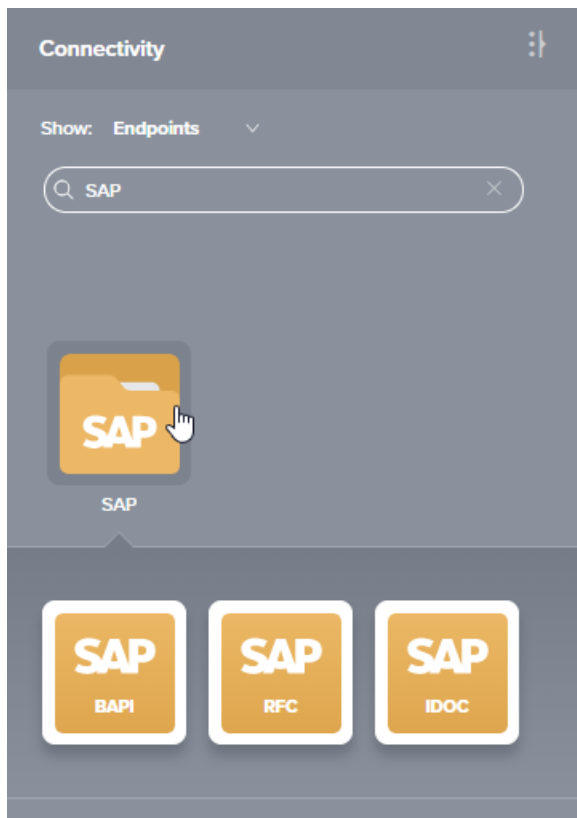 Connectivity
Show: Endpoints
SAP
SAP
SAP
SAP SAP SAP
BAPI RFC IDOC